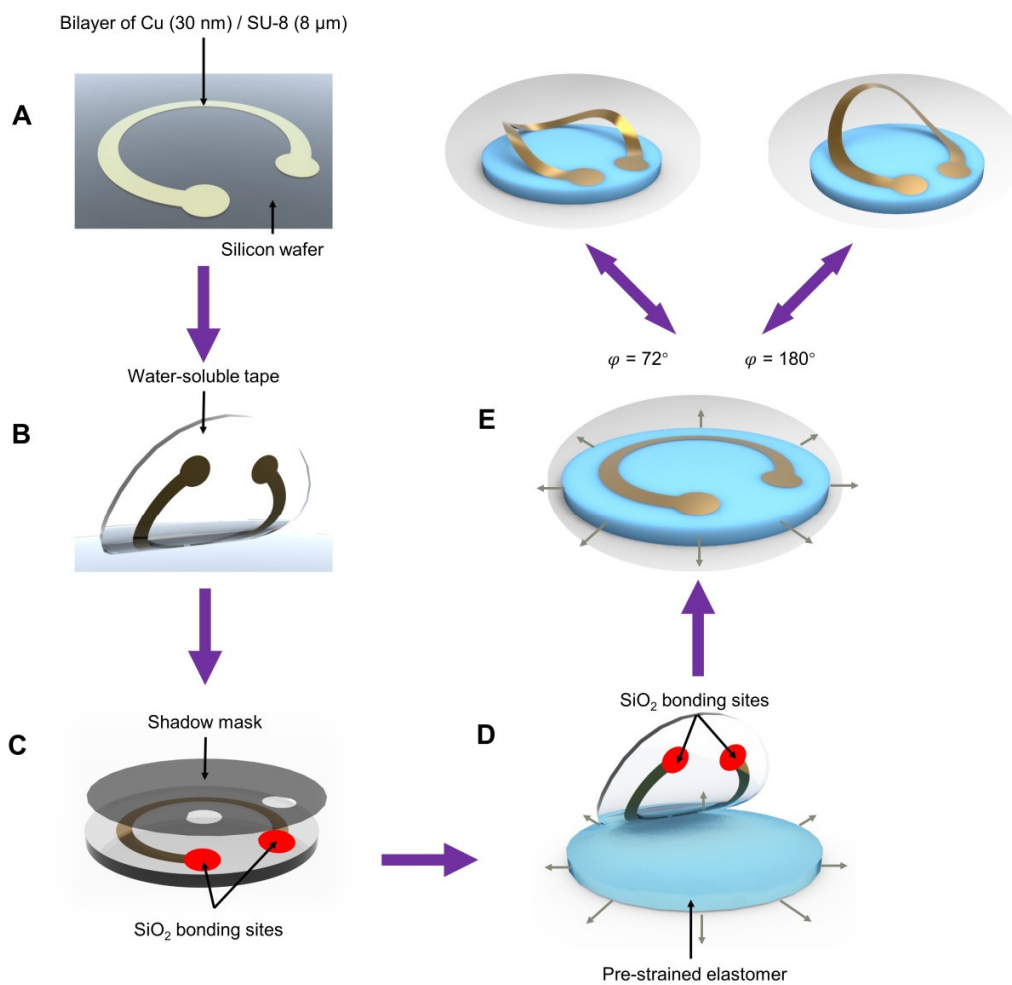 Bilayer of Cu (30 nm) / SU-8 (8 μm)
A
Silicon wafer
Water-soluble tape
B
Shadow mask
C
SiO₂ bonding sites
φ = 72° φ = 180°
E
SiO₂ bonding sites
D
Pre-strained elastomer